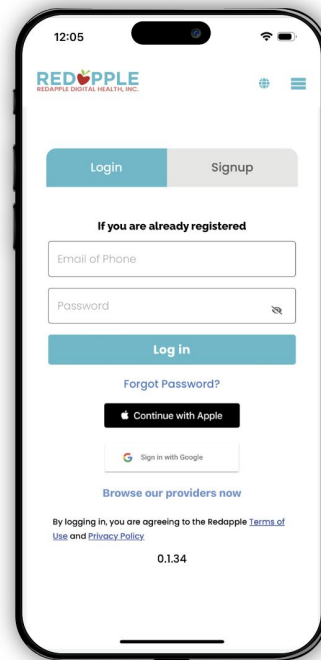 12:05
REDAPPLE
REDAPPLE DIGITAL HEALTH, INC.
Login
Signup
If you are already registered
Email of Phone
Password
Log in
Forgot Password?
Continue with Apple
Sign in with Google
Browse our providers now
By logging in, you are agreeing to the Redapple Terms of
Use and Privacy Policy
0.1.34